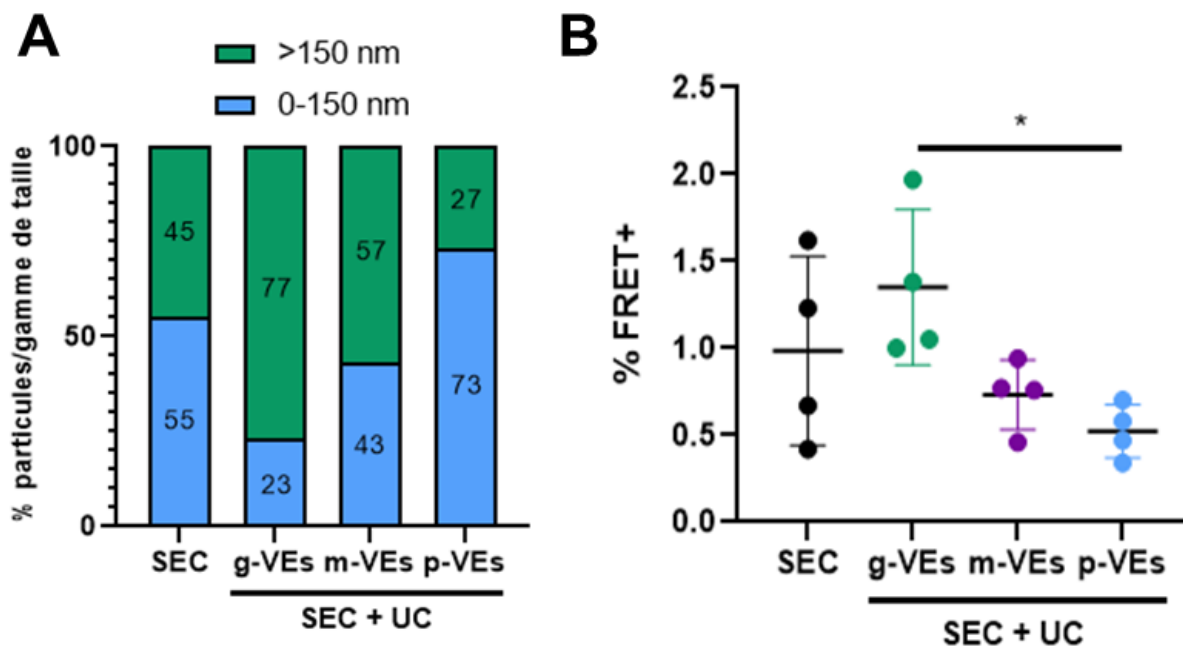 A
>150 nm
0-150 nm
% particules/gamme de taille
100
50
0
45
55
77
23
57
43
27
73
SEC
g-VEs
m-VEs
p-VEs
SEC + UC
B
% FRET+
2.5
2.0
1.5
1.0
0.5
0.0
*
SEC
g-VEs
m-VEs
p-VEs
SEC + UC